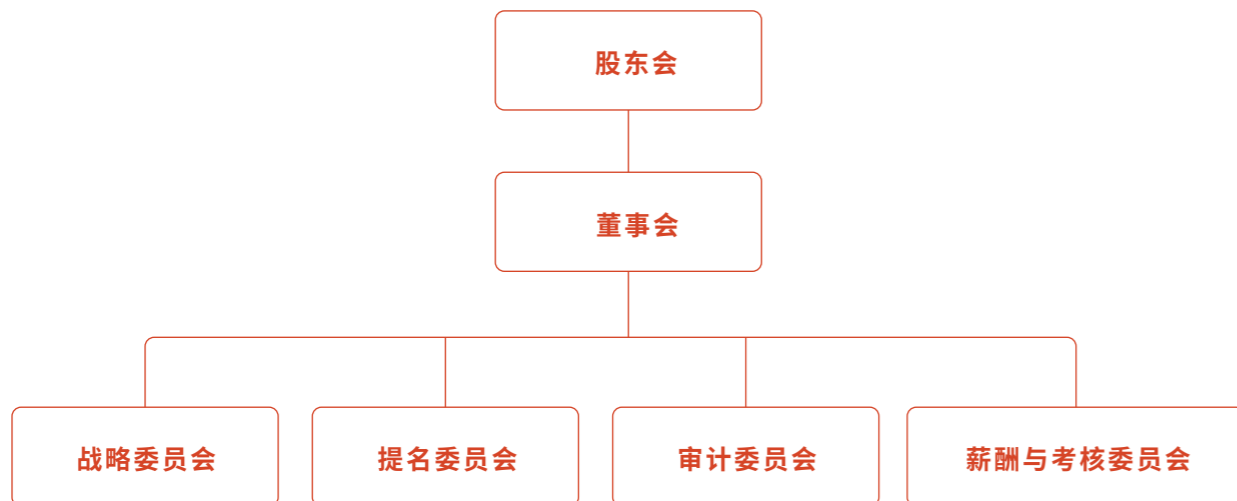 股东会
董事会
战略委员会
提名委员会
审计委员会
薪酬与考核委员会